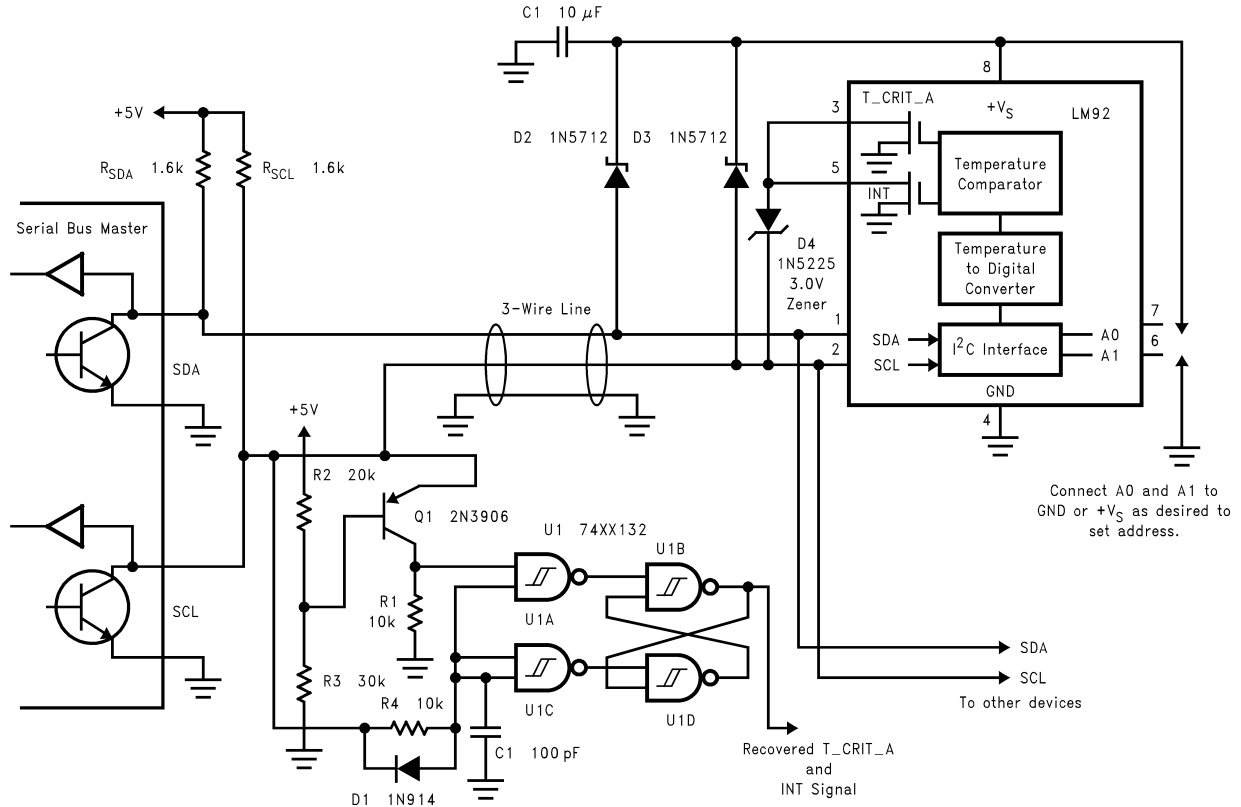 C1 10 μF
8
T_CRIT_A
3
+VS
LM92
+5V
D2 1N5712 D3 1N5712
RSDA 1.6k
RSCL 1.6k
5
INT
Temperature
Comparator
Serial Bus Master
D4
1N5225
3.0V
Zener
Temperature
to Digital
Converter
3-Wire Line
1
7
SDA
A0
2
SCL
I2C Interface
A1
6
SDA
GND
4
+5V
R2 20k
Connect A0 and A1 to
GND or +VS as desired to
set address.
Q1 2N3906
U1 74XX132
U1B
R1
10k
U1A
SCL
SDA
SCL
To other devices
R3 30k
R4 10k
U1C
U1D
C1 100 pF
Recovered T_CRIT_A
and
INT Signal
D1 1N914